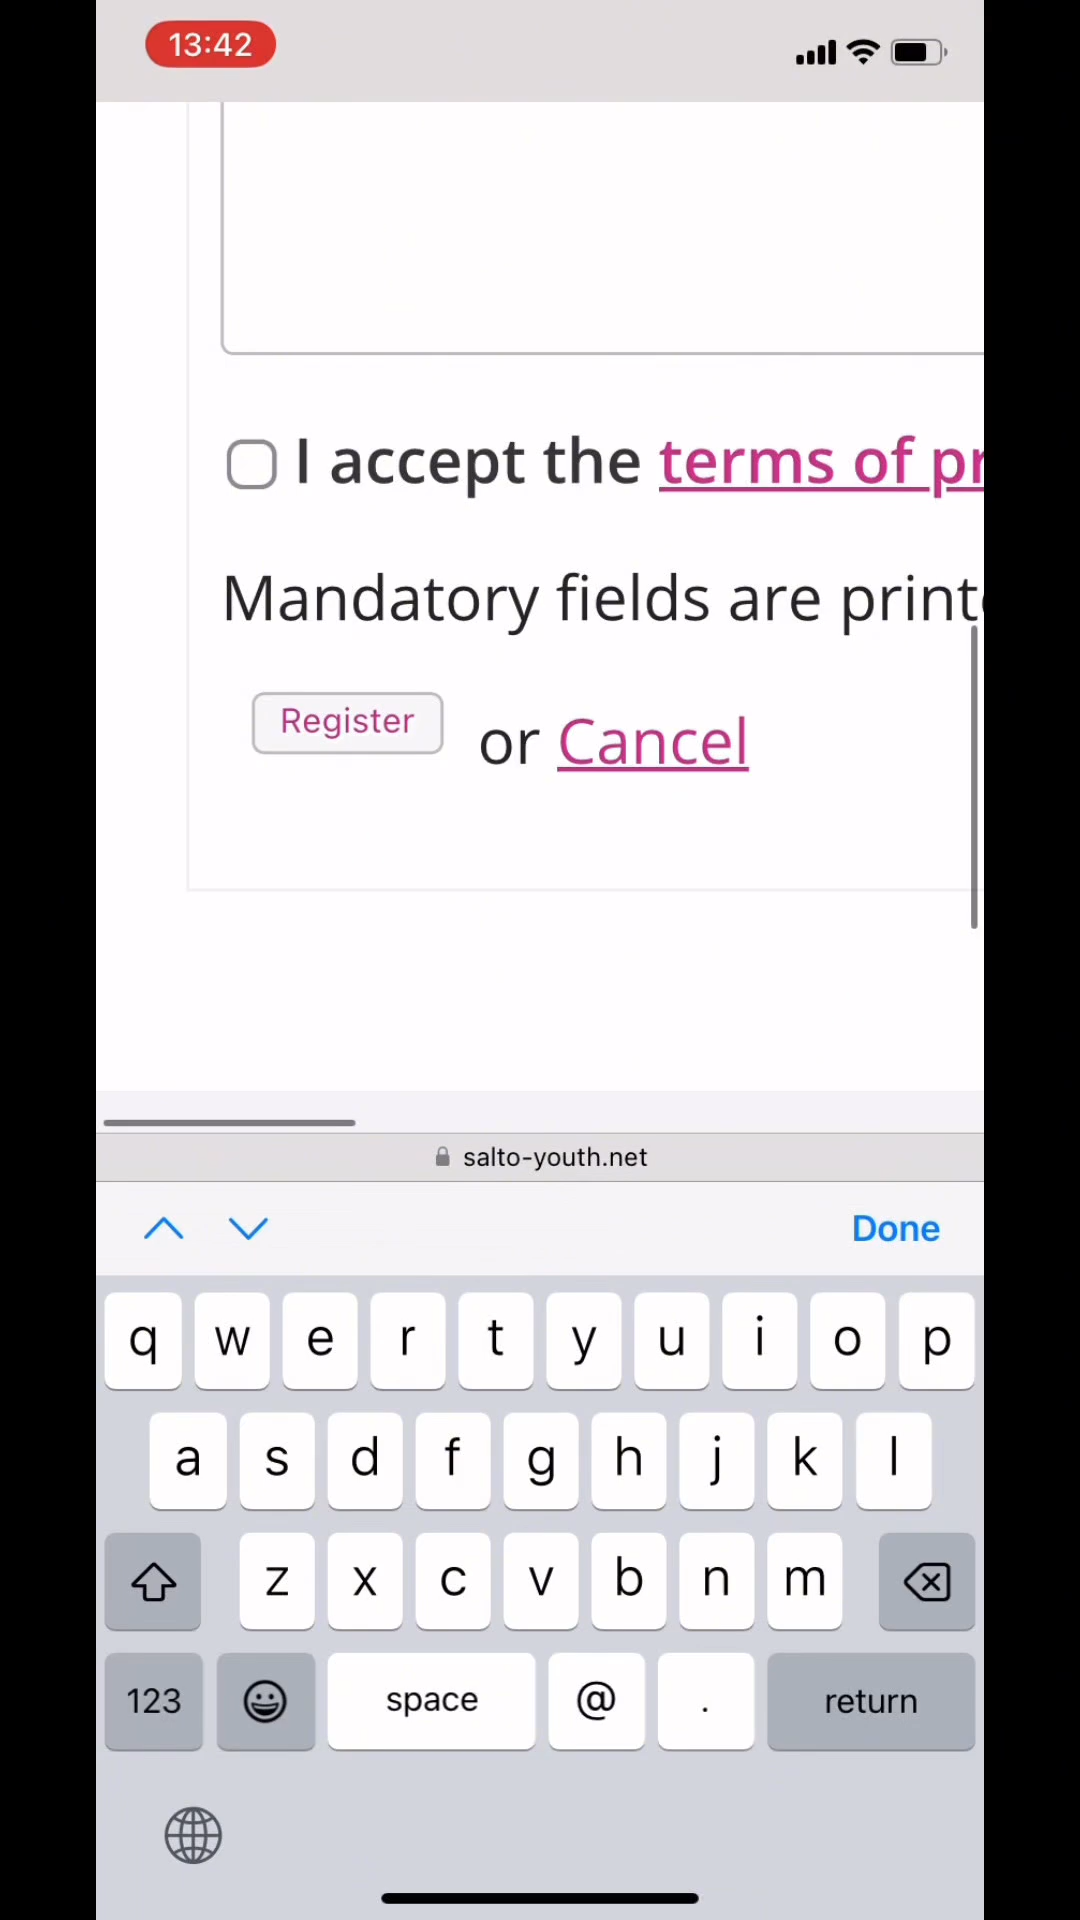 13:42
I accept the terms of pr
Mandatory fields are print
Register or Cancel
salto-youth.net
Done
q w e r t y u i o p
a s d f g h j k l
z x c v b n m
123 space @ . return